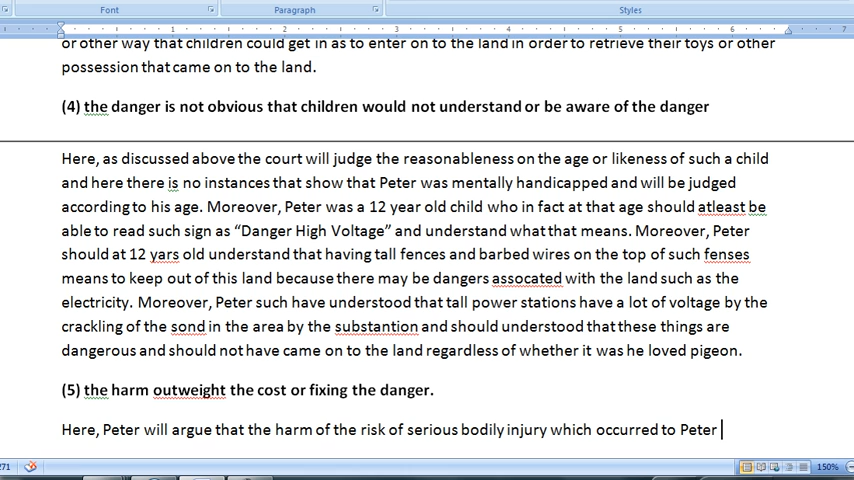 Font Paragraph Styles
1 2 3 4 5 6 7
or other way that children could get in as to enter on to the land in order to retrieve their toys or other
possession that came on to the land.
(4) the danger is not obvious that children would not understand or be aware of the danger
Here, as discussed above the court will judge the reasonableness on the age or likeness of such a child
and here there is no instances that show that Peter was mentally handicapped and will be judged
according to his age. Moreover, Peter was a 12 year old child who in fact at that age should atleast be
able to read such sign as “Danger High Voltage” and understand what that means. Moreover, Peter
should at 12 yars old understand that having tall fences and barbed wires on the top of such fenses
means to keep out of this land because there may be dangers assocated with the land such as the
electricity. Moreover, Peter such have understood that tall power stations have a lot of voltage by the
crackling of the sond in the area by the substantion and should understood that these things are
dangerous and should not have came on to the land regardless of whether it was he loved pigeon.
(5) the harm outweight the cost or fixing the danger.
Here, Peter will argue that the harm of the risk of serious bodily injury which occurred to Peter
271 150%